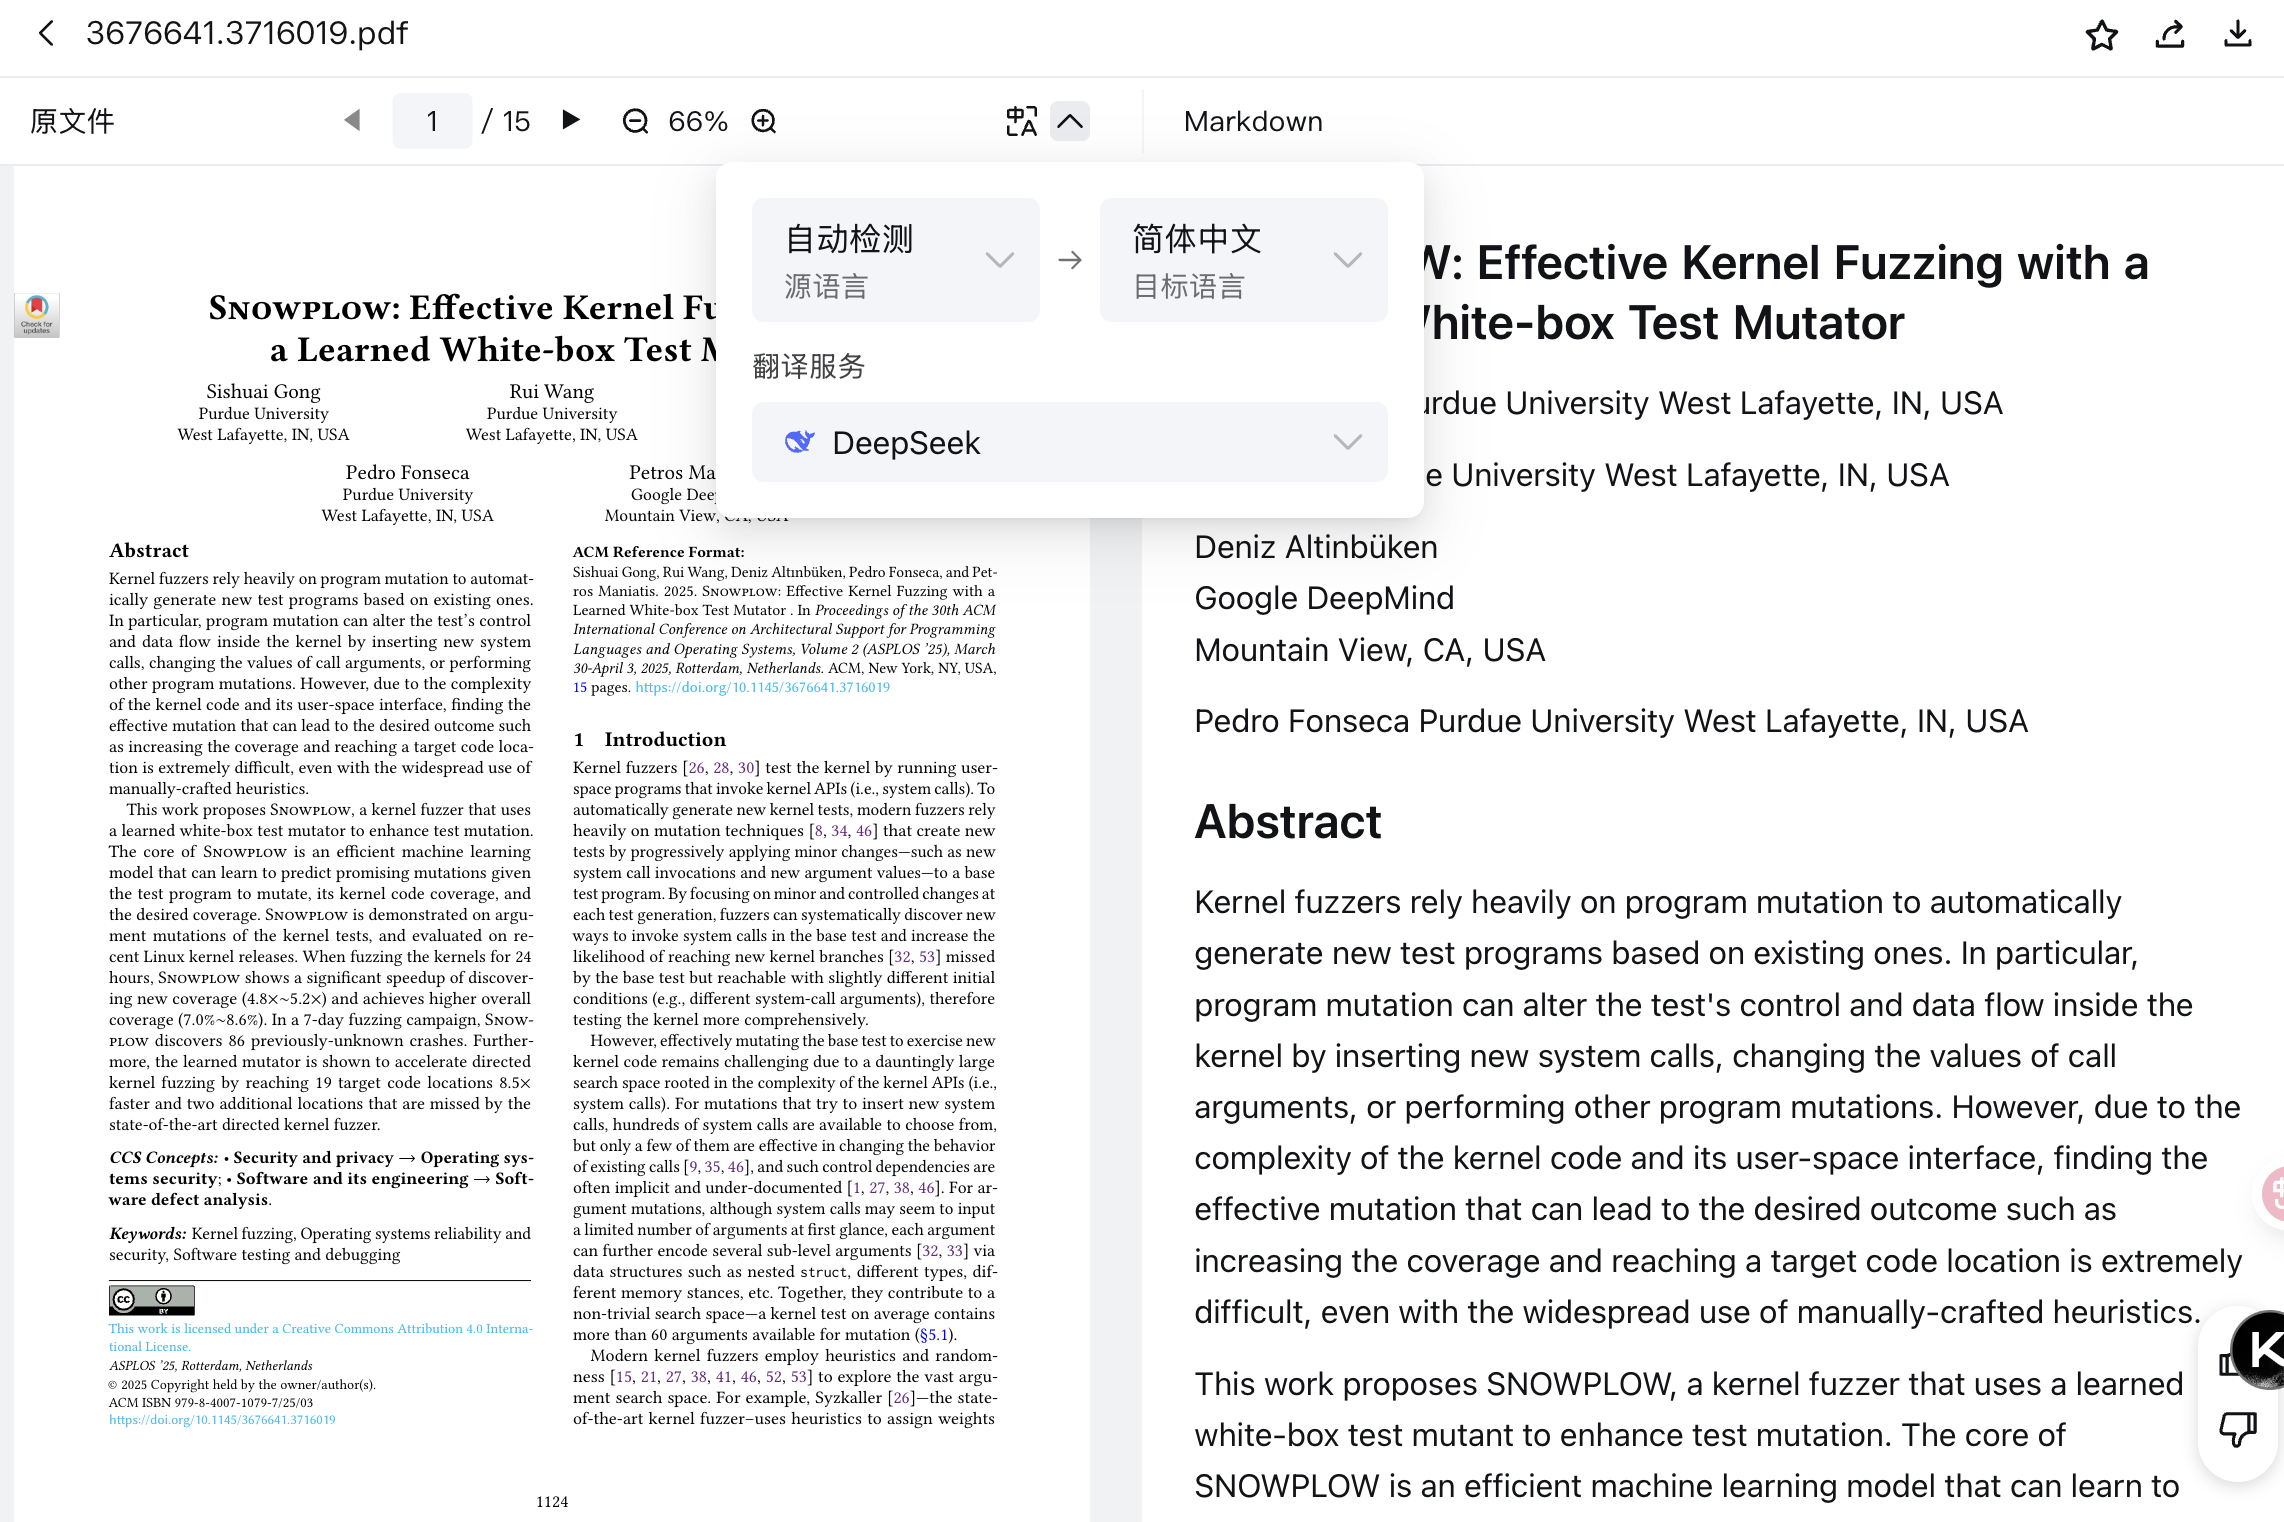 3676641.3716019.pdf
原文件
1 / 15
66%
Markdown
自动检测
源语言
简体中文
目标语言
翻译服务
DeepSeek
Check for
updates
Snowplow: Effective Kernel Fu
a Learned White-box Test M
Sishuai Gong
Purdue University
West Lafayette, IN, USA
Rui Wang
Purdue University
West Lafayette, IN, USA
Pedro Fonseca
Purdue University
West Lafayette, IN, USA
Petros Ma
Google Deep
Mountain View, CA, USA
Abstract
Kernel fuzzers rely heavily on program mutation to automat-
ically generate new test programs based on existing ones.
In particular, program mutation can alter the test's control
and data flow inside the kernel by inserting new system
calls, changing the values of call arguments, or performing
other program mutations. However, due to the complexity
of the kernel code and its user-space interface, finding the
effective mutation that can lead to the desired outcome such
as increasing the coverage and reaching a target code loca-
tion is extremely difficult, even with the widespread use of
manually-crafted heuristics.
This work proposes Snowplow, a kernel fuzzer that uses
a learned white-box test mutator to enhance test mutation.
The core of Snowplow is an efficient machine learning
model that can learn to predict promising mutations given
the test program to mutate, its kernel code coverage, and
the desired coverage. Snowplow is demonstrated on argu-
ment mutations of the kernel tests, and evaluated on re-
cent Linux kernel releases. When fuzzing the kernels for 24
hours, Snowplow shows a significant speedup of discover-
ing new coverage (4.8×~5.2×) and achieves higher overall
coverage (7.0%~8.6%). In a 7-day fuzzing campaign, Snow-
plow discovers 86 previously-unknown crashes. Further-
more, the learned mutator is shown to accelerate directed
kernel fuzzing by reaching 19 target code locations 8.5×
faster and two additional locations that are missed by the
state-of-the-art directed kernel fuzzer.
CCS Concepts: • Security and privacy → Operating sys-
tems security; • Software and its engineering → Soft-
ware defect analysis.
Keywords: Kernel fuzzing, Operating systems reliability and
security, Software testing and debugging
cc BY
This work is licensed under a Creative Commons Attribution 4.0 Interna-
tional License.
ASPLOS '25, Rotterdam, Netherlands
© 2025 Copyright held by the owner/author(s).
ACM ISBN 979-8-4007-1079-7/25/03
https://doi.org/10.1145/3676641.3716019
ACM Reference Format:
Sishuai Gong, Rui Wang, Deniz Altınbüken, Pedro Fonseca, and Pet-
ros Maniatis. 2025. Snowplow: Effective Kernel Fuzzing with a
Learned White-box Test Mutator . In Proceedings of the 30th ACM
International Conference on Architectural Support for Programming
Languages and Operating Systems, Volume 2 (ASPLOS '25), March
30-April 3, 2025, Rotterdam, Netherlands. ACM, New York, NY, USA,
15 pages. https://doi.org/10.1145/3676641.3716019
1 Introduction
Kernel fuzzers [26, 28, 30] test the kernel by running user-
space programs that invoke kernel APIs (i.e., system calls). To
automatically generate new kernel tests, modern fuzzers rely
heavily on mutation techniques [8, 34, 46] that create new
tests by progressively applying minor changes—such as new
system call invocations and new argument values—to a base
test program. By focusing on minor and controlled changes at
each test generation, fuzzers can systematically discover new
ways to invoke system calls in the base test and increase the
likelihood of reaching new kernel branches [32, 53] missed
by the base test but reachable with slightly different initial
conditions (e.g., different system-call arguments), therefore
testing the kernel more comprehensively.
However, effectively mutating the base test to exercise new
kernel code remains challenging due to a dauntingly large
search space rooted in the complexity of the kernel APIs (i.e.,
system calls). For mutations that try to insert new system
calls, hundreds of system calls are available to choose from,
but only a few of them are effective in changing the behavior
of existing calls [9, 35, 46], and such control dependencies are
often implicit and under-documented [1, 27, 38, 46]. For ar-
gument mutations, although system calls may seem to input
a limited number of arguments at first glance, each argument
can further encode several sub-level arguments [32, 33] via
data structures such as nested struct, different types, dif-
ferent memory stances, etc. Together, they contribute to a
non-trivial search space—a kernel test on average contains
more than 60 arguments available for mutation (§5.1).
Modern kernel fuzzers employ heuristics and random-
ness [15, 21, 27, 38, 41, 46, 52, 53] to explore the vast argu-
ment search space. For example, Syzkaller [26]—the state-
of-the-art kernel fuzzer–uses heuristics to assign weights
1124
W: Effective Kernel Fuzzing with a
hite-box Test Mutator
urdue University West Lafayette, IN, USA
e University West Lafayette, IN, USA
Deniz Altinbüken
Google DeepMind
Mountain View, CA, USA
Pedro Fonseca Purdue University West Lafayette, IN, USA
Abstract
Kernel fuzzers rely heavily on program mutation to automatically
generate new test programs based on existing ones. In particular,
program mutation can alter the test's control and data flow inside the
kernel by inserting new system calls, changing the values of call
arguments, or performing other program mutations. However, due to the
complexity of the kernel code and its user-space interface, finding the
effective mutation that can lead to the desired outcome such as
increasing the coverage and reaching a target code location is extremely
difficult, even with the widespread use of manually-crafted heuristics.
This work proposes SNOWPLOW, a kernel fuzzer that uses a learned
white-box test mutant to enhance test mutation. The core of
SNOWPLOW is an efficient machine learning model that can learn to
K